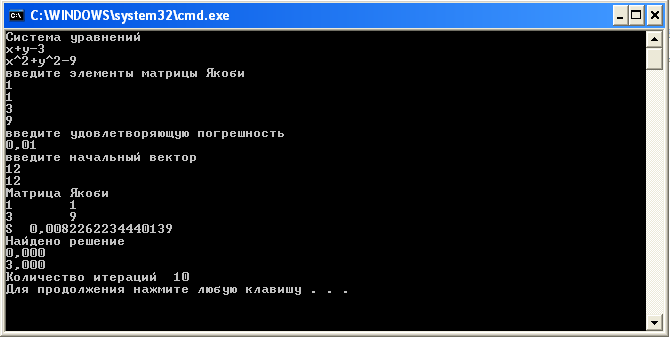 C:\WINDOWS\system32\cmd.exe
Система уравнений
x+y-3
x^2+y^2-9
введите элементы матрицы Якоби
1
1
3
9
введите удовлетворяющую погрешность
0,01
введите начальный вектор
12
12
Матрица Якоби
1 1
3 9
S 0,0082262234440139
Найдено решение
0,000
3,000
Количество итераций 10
Для продолжения нажмите любую клавишу . . .